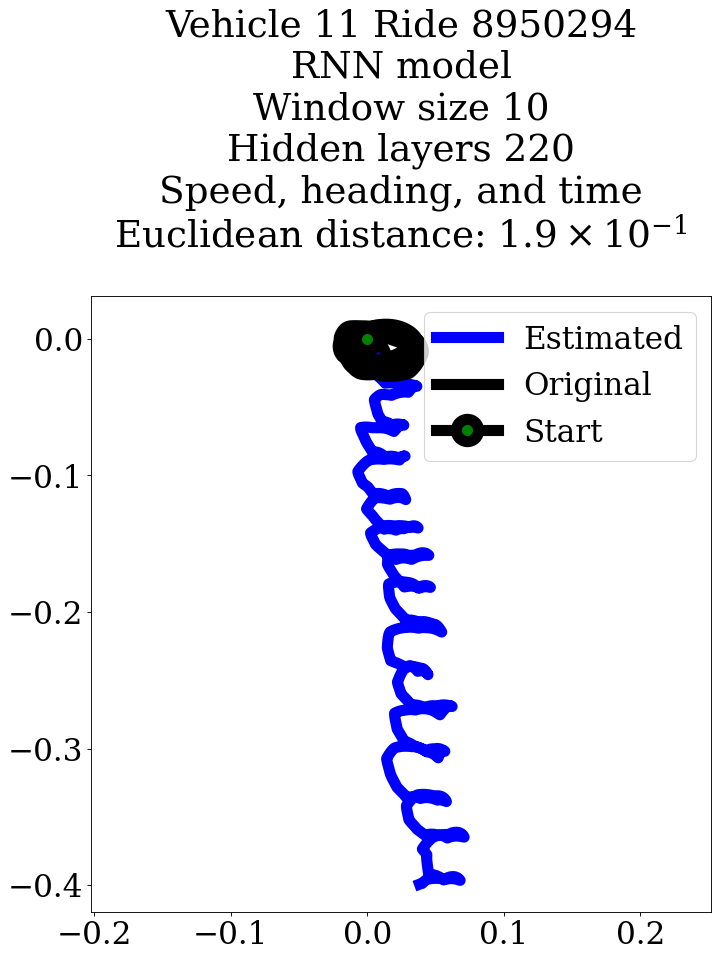 Vehicle 11 Ride 8950294
RNN model
Window size 10
Hidden layers 220
Speed, heading, and time
Euclidean distance: 1.9 × 10⁻¹
Estimated
Original
Start
0.0
−0.1
−0.2
−0.3
−0.4
−0.2 −0.1 0.0 0.1 0.2